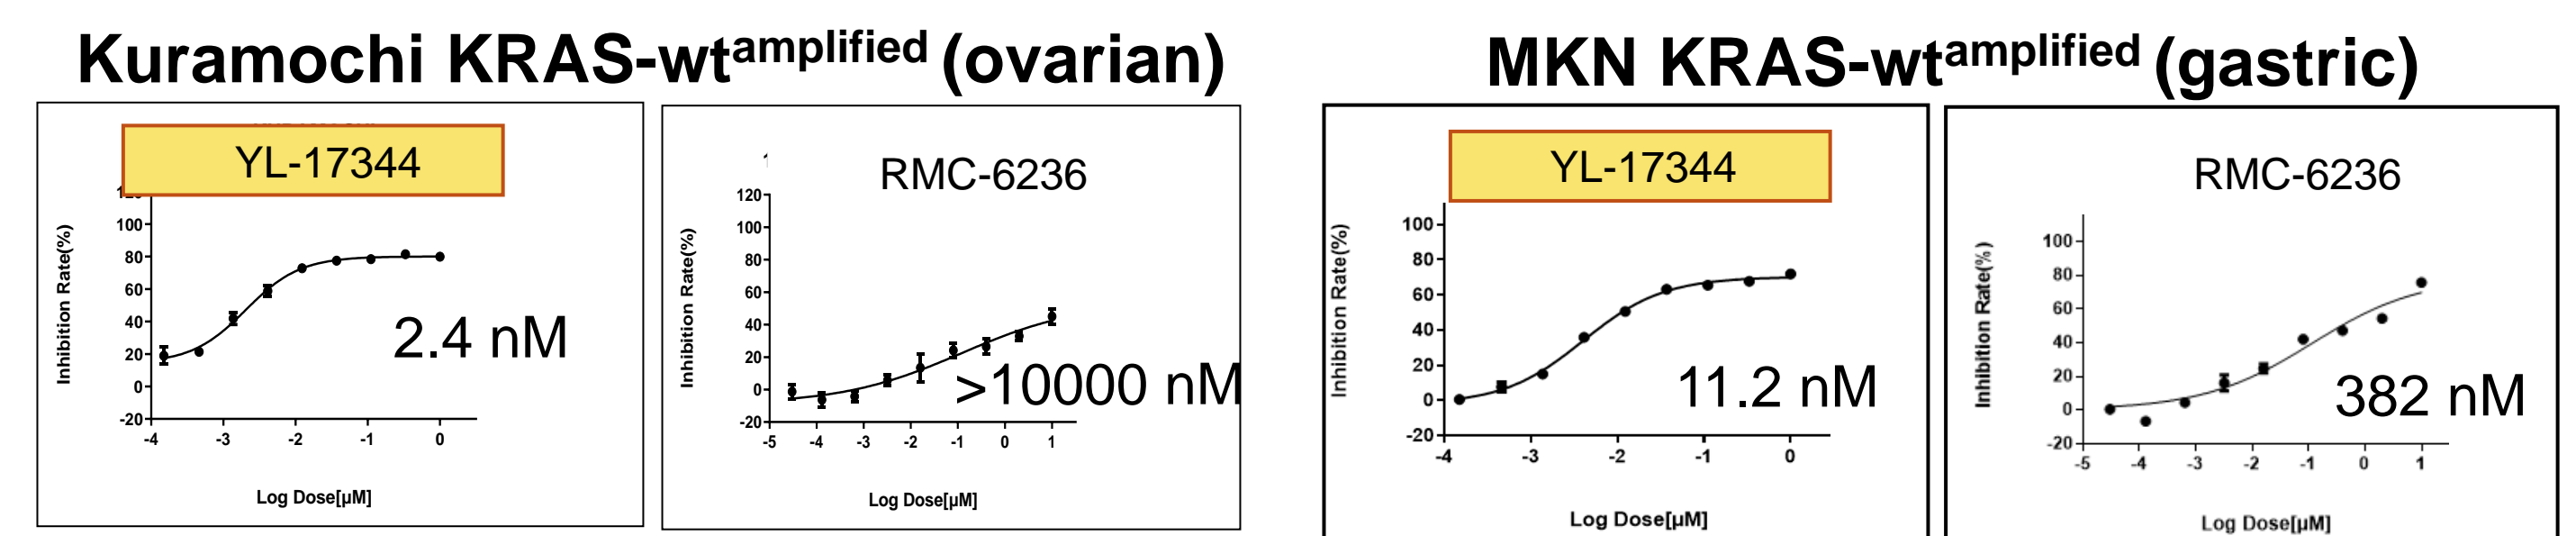 Kuramochi KRAS-wtamplified (ovarian)
YL-17344
100
80
60
40
20
0
-20
-4 -3 -2 -1 0
Inhibition Rate(%)
Log Dose[µM]
2.4 nM
RMC-6236
120
100
80
60
40
20
0
-20
-5 -4 -3 -2 -1 0 1
Inhibition Rate(%)
Log Dose[µM]
>10000 nM
MKN KRAS-wtamplified (gastric)
YL-17344
100
80
60
40
20
0
-20
-4 -3 -2 -1 0
Inhibition Rate(%)
Log Dose[µM]
11.2 nM
RMC-6236
100
80
60
40
20
0
-20
-5 -4 -3 -2 -1 0 1
Inhibition Rate(%)
Log Dose[µM]
382 nM